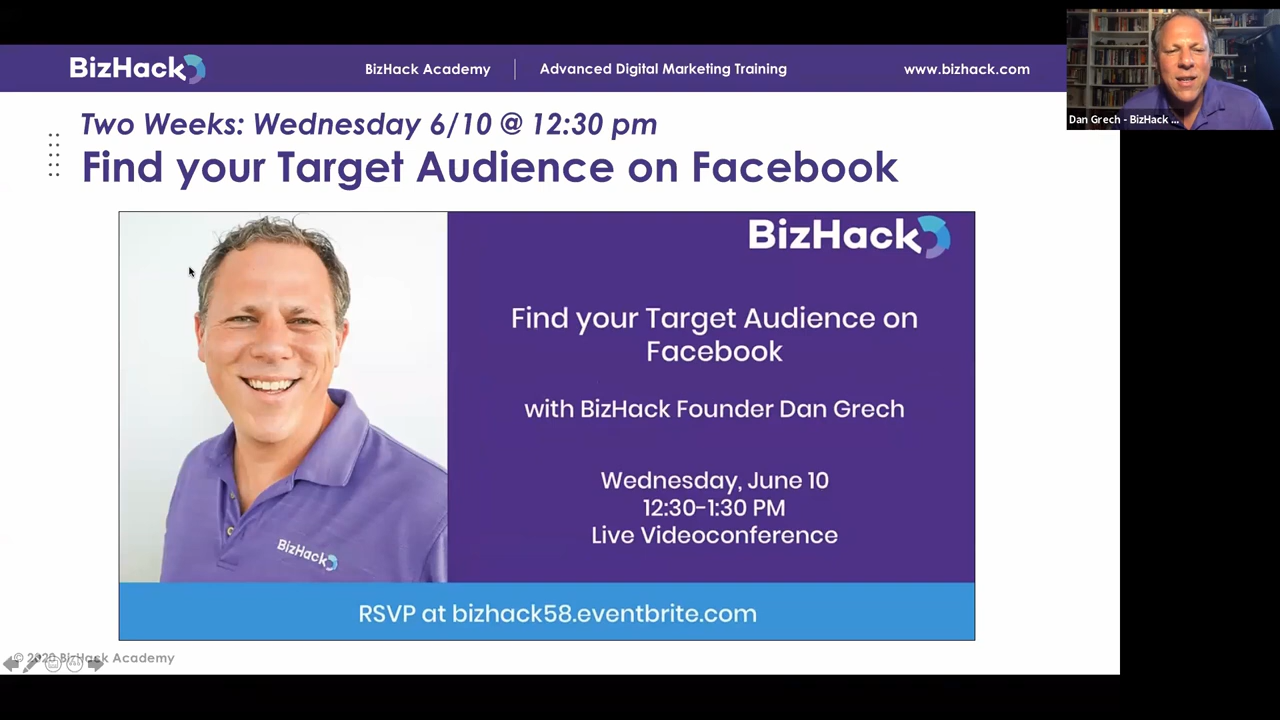 BizHack
BizHack Academy
Advanced Digital Marketing Training
www.bizhack.com
Dan Grech - BizHack ...
Two Weeks: Wednesday 6/10 @ 12:30 pm
Find your Target Audience on Facebook
BizHack
Find your Target Audience on
Facebook
with BizHack Founder Dan Grech
Wednesday, June 10
12:30-1:30 PM
Live Videoconference
BizHack
RSVP at bizhack58.eventbrite.com
© 2020 BizHack Academy